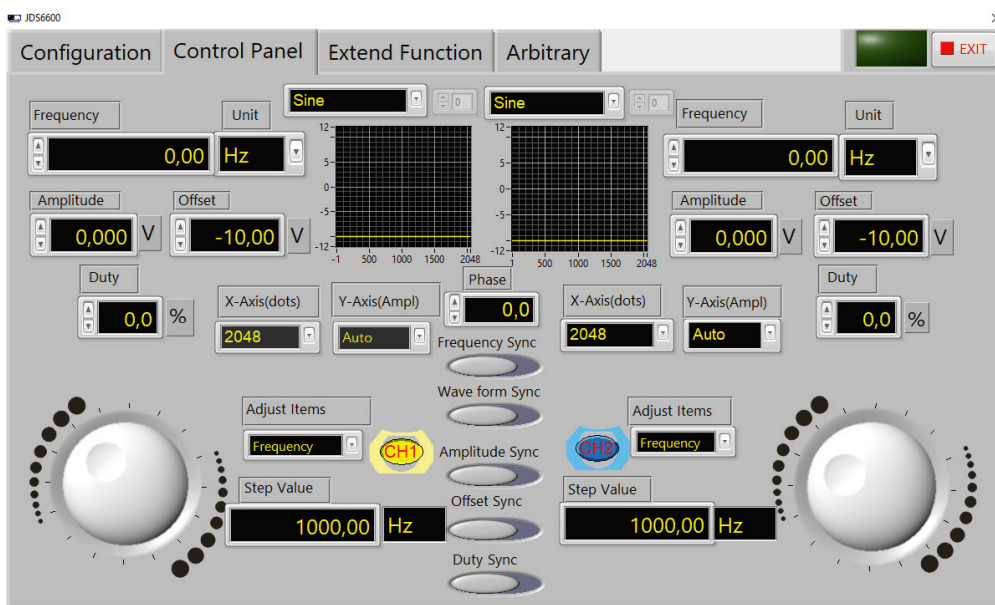 JDS6600
Configuration
Control Panel
Extend Function
Arbitrary
EXIT
Frequency
Unit
0,00
Hz
Amplitude
Offset
0,000
V
-10,00
V
Duty
0,0
%
Sine
0
12
5
0
-5
-12
-1
500
1000
1500
2048
X-Axis(dots)
2048
Y-Axis(Ampl)
Auto
Sine
0
12
5
0
-5
-12
1
500
1000
1500
2048
Phase
0,0
X-Axis(dots)
2048
Y-Axis(Ampl)
Auto
Frequency
Unit
0,00
Hz
Amplitude
Offset
0,000
V
-10,00
V
Duty
0,0
%
Frequency Sync
Wave form Sync
Amplitude Sync
Offset Sync
Duty Sync
Adjust Items
Frequency
CH1
Step Value
1000,00
Hz
CH2
Adjust Items
Frequency
Step Value
1000,00
Hz